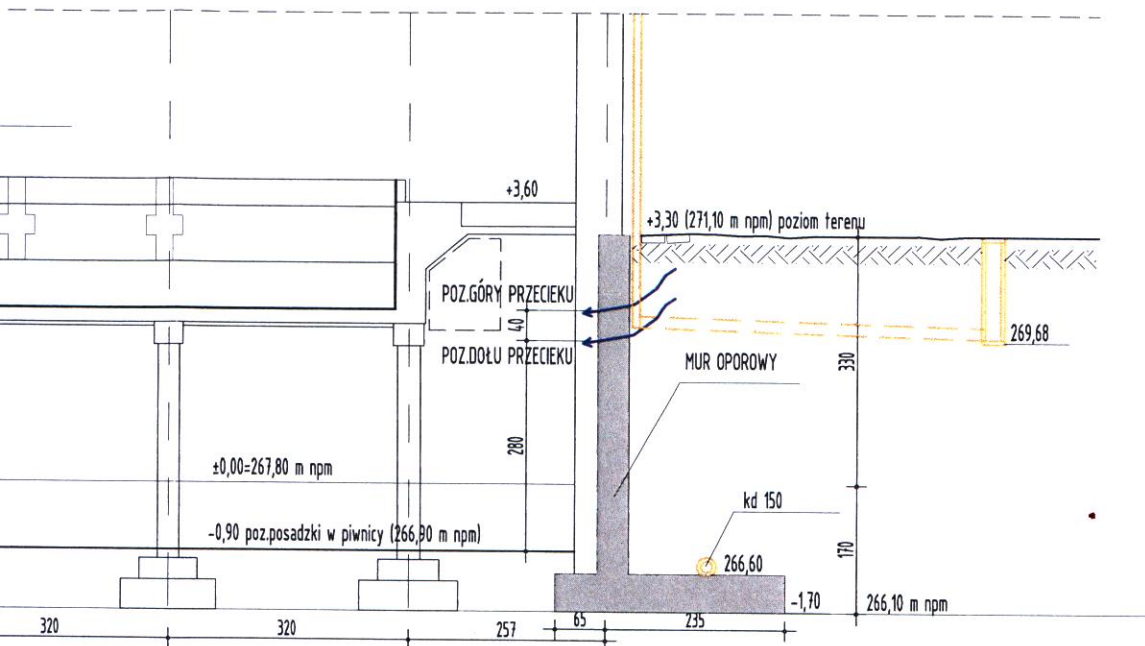 +3,60
+3,30 (271,10 m npm) poziom terenu
POZ.GÓRY PRZECIEKU
40
POZ.DOŁU PRZECIEKU
269,68
330
MUR OPOROWY
280
±0,00=267,80 m npm
kd 150
-0,90 poz.posadzki w piwnicy (266,90 m npm)
170
266,60
-1,70
266,10 m npm
320
320
257
65
235